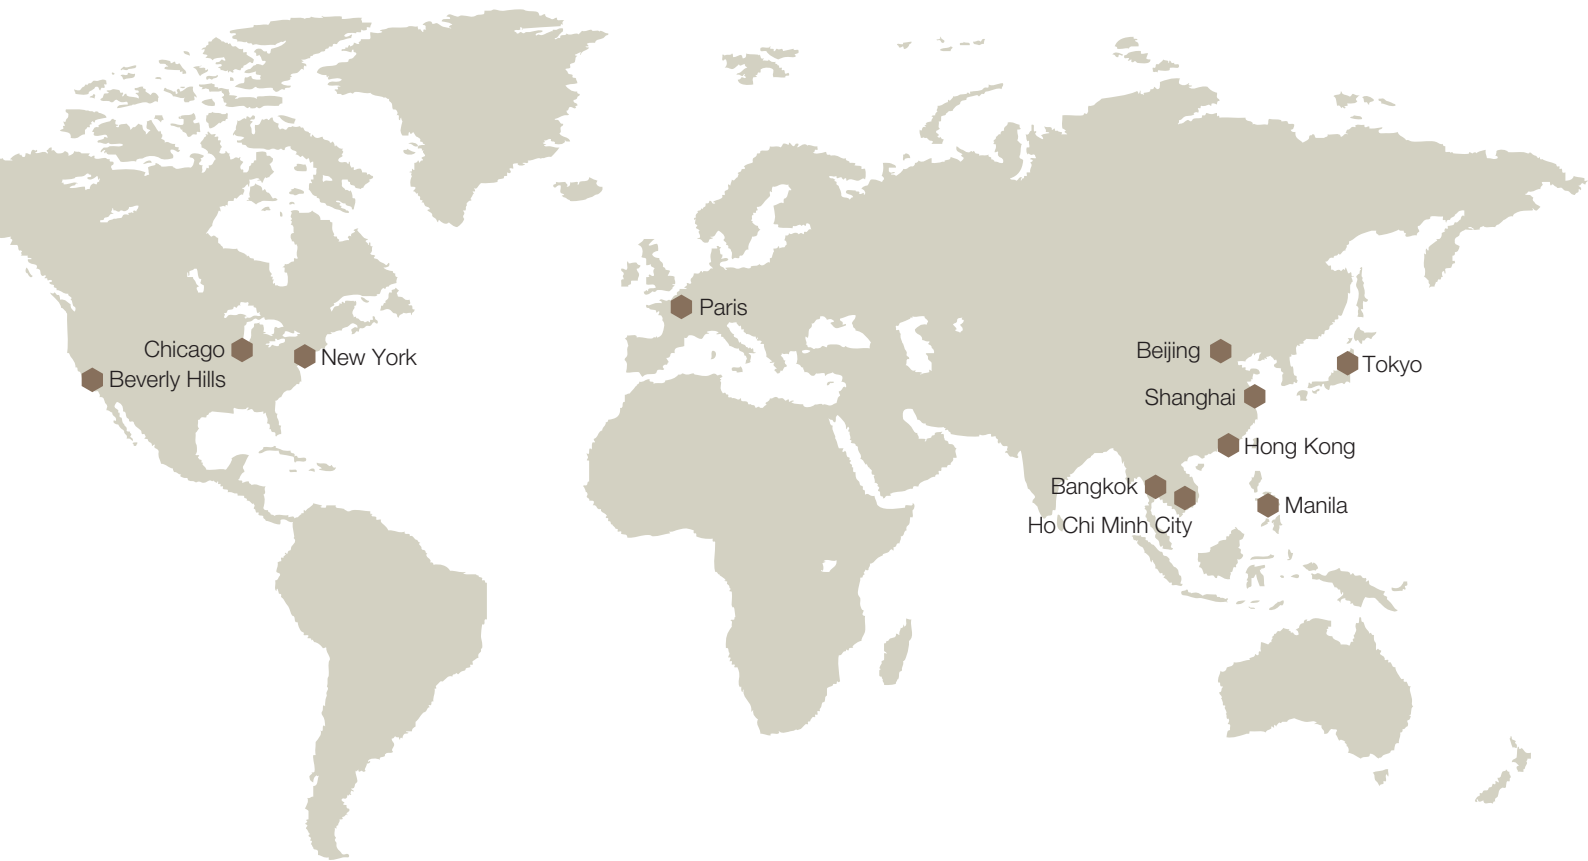 Paris
Chicago
New York
Beverly Hills
Beijing
Tokyo
Shanghai
Hong Kong
Bangkok
Manila
Ho Chi Minh City